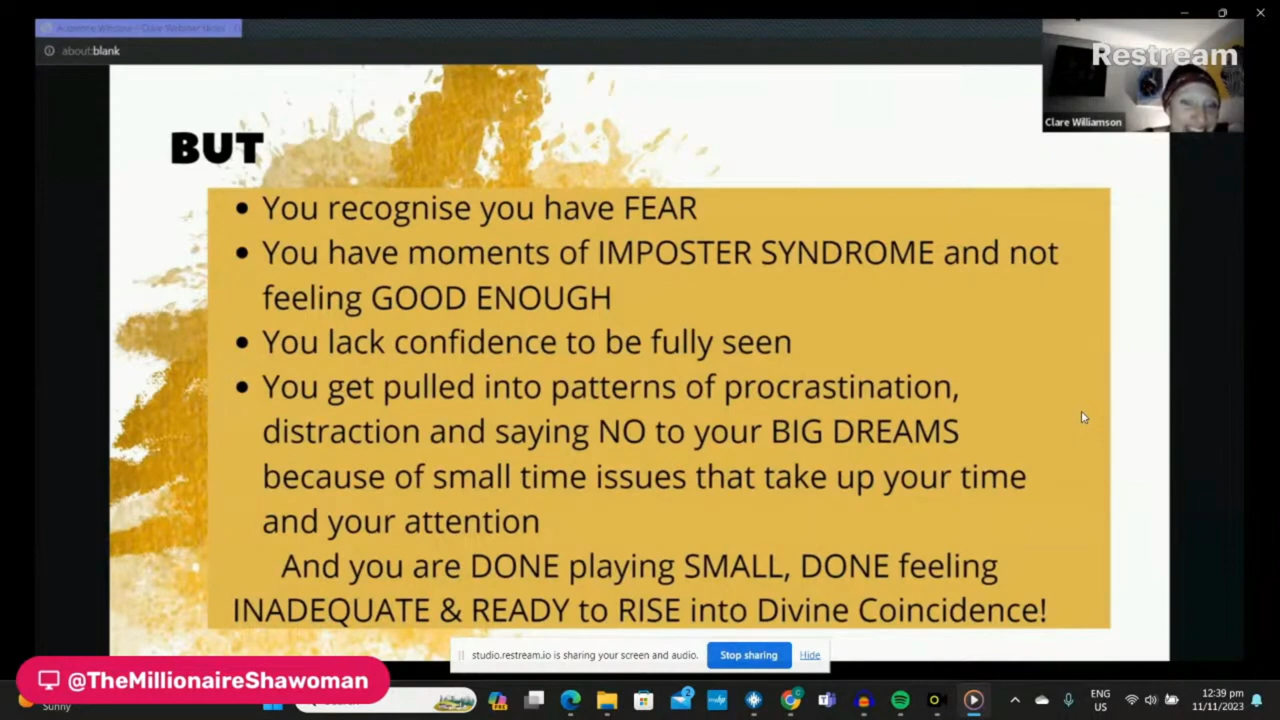 about:blank
Restream
Clare Williamson
BUT
• You recognise you have FEAR
• You have moments of IMPOSTER SYNDROME and not
feeling GOOD ENOUGH
• You lack confidence to be fully seen
• You get pulled into patterns of procrastination,
distraction and saying NO to your BIG DREAMS
because of small time issues that take up your time
and your attention
And you are DONE playing SMALL, DONE feeling
INADEQUATE & READY to RISE into Divine Coincidence!
studio.restream.io is sharing your screen and audio.
Stop sharing
Hide
@TheMillionaireShawoman
Sunny
ENG
US
12:39 pm
11/11/2023